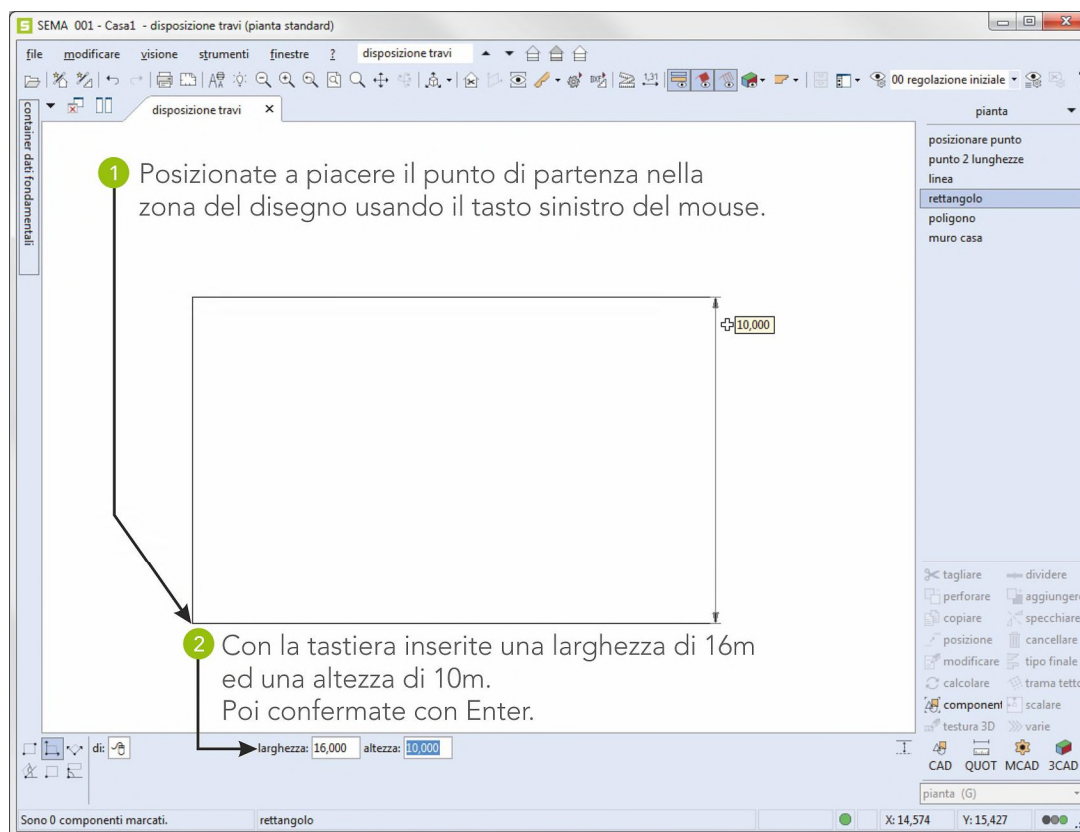 SEMA 001 - Casa1 - disposizione travi (pianta standard)
file modificare visione strumenti finestre ? disposizione travi
00 regolazione iniziale
container dati fondamentali
disposizione travi
pianta
posizionare punto
punto 2 lunghezze
linea
rettangolo
poligono
muro casa
1 Posizionate a piacere il punto di partenza nella
zona del disegno usando il tasto sinistro del mouse.
10,000
2 Con la tastiera inserite una larghezza di 16m
ed una altezza di 10m.
Poi confermate con Enter.
tagliare dividere
perforare aggiungere
copiare specchiare
posizione cancellare
modificare tipo finale
calcolare trama tetto
component scalare
testura 3D varie
di: larghezza: 16,000 altezza: 10,000
CAD QUOT MCAD 3CAD
pianta (G)
Sono 0 componenti marcati. rettangolo X: 14,574 Y: 15,427